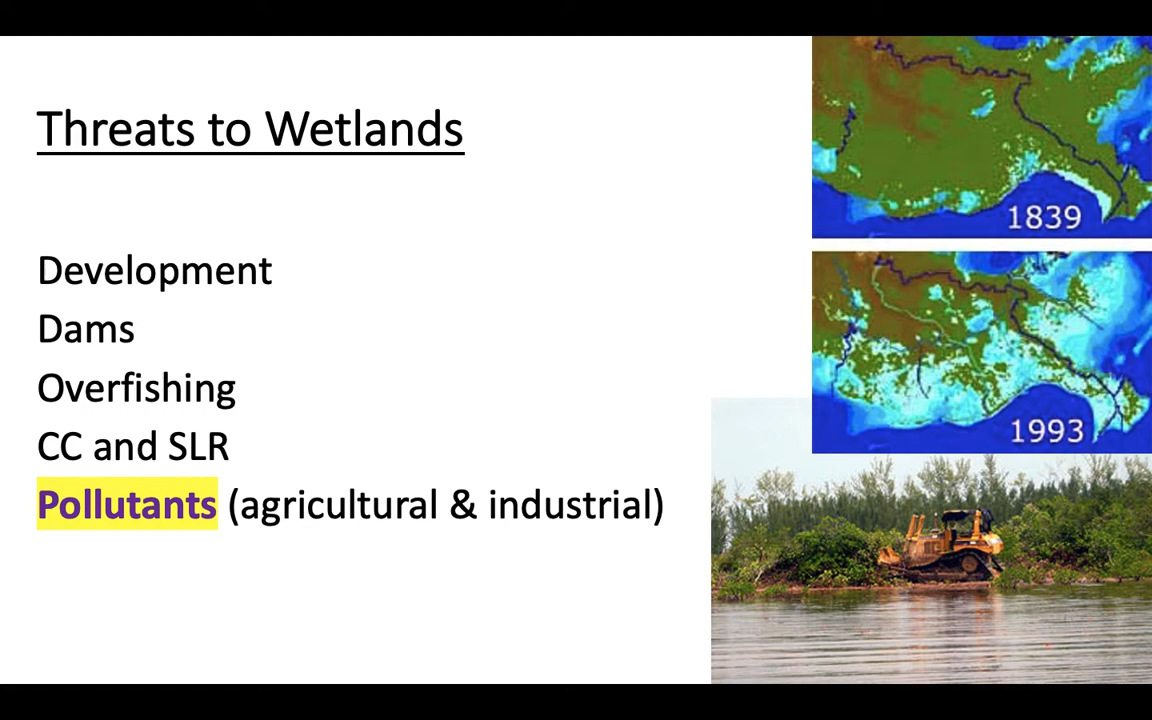 Threats to Wetlands
Development
Dams
Overfishing
CC and SLR
Pollutants (agricultural & industrial)
1839
1993